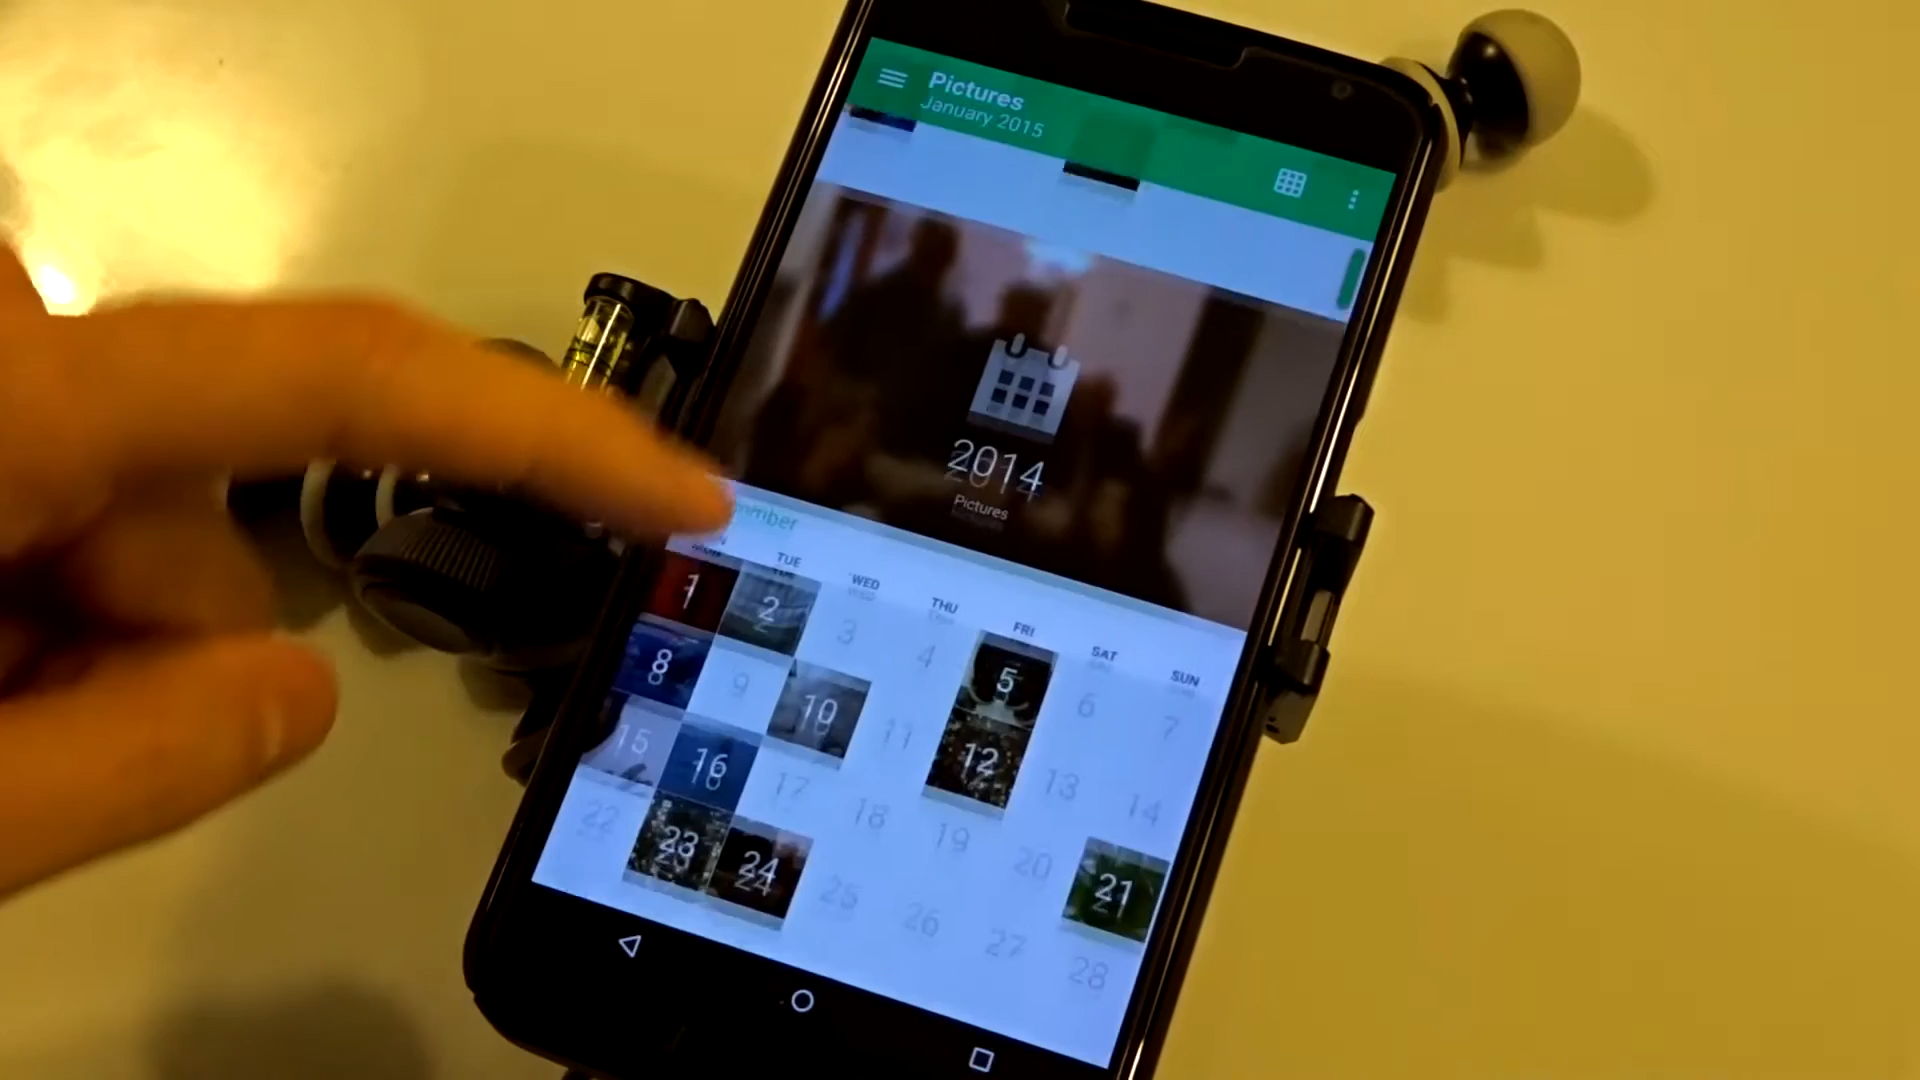 Pictures
January 2015
2014
Pictures
TUE WED THU FRI SAT SUN
1 2 3 4 5 6 7
8 9 10 11 12 13 14
15 16 17 18 19 20 21
22 23 24 25 26 27 28